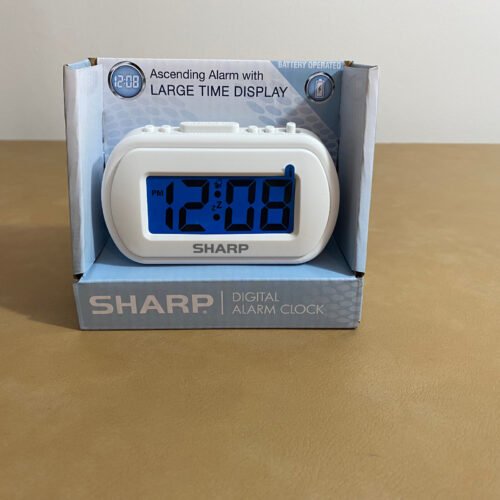 BATTERY OPERATED
12:08
Ascending Alarm with
LARGE TIME DISPLAY
PM 12:08
SHARP
SHARP
DIGITAL
ALARM CLOCK